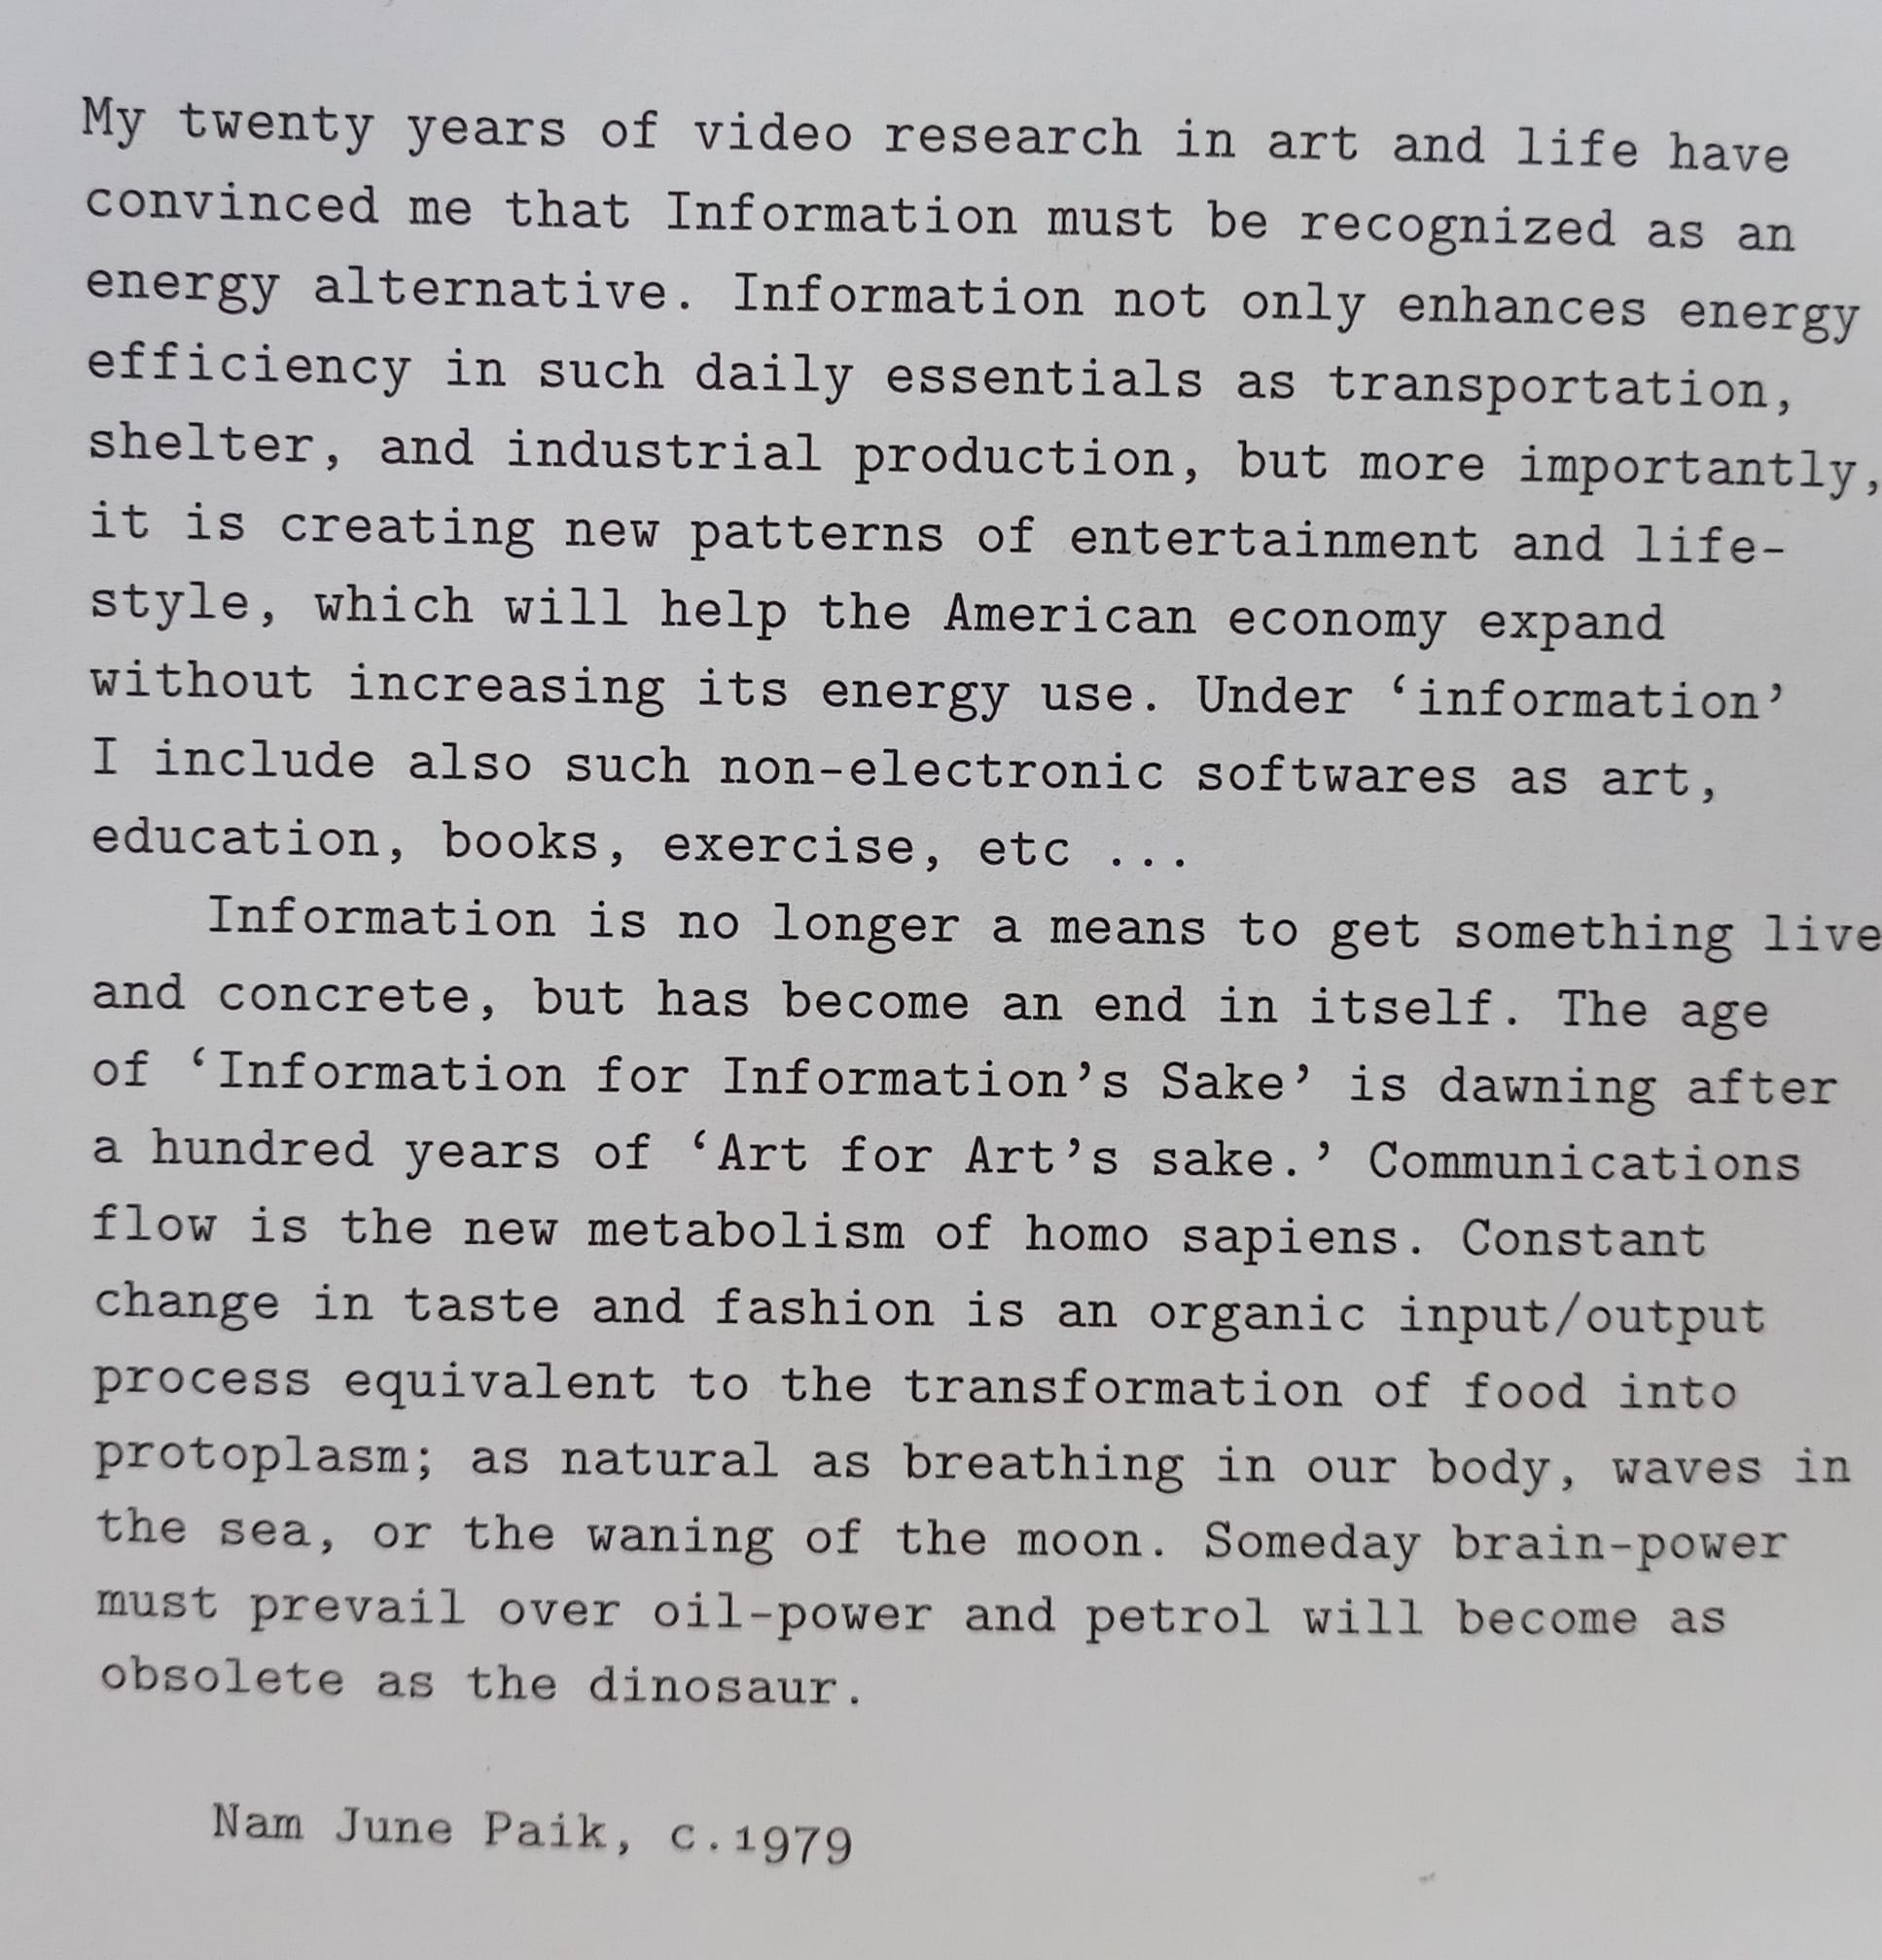 My twenty years of video research in art and life have
convinced me that Information must be recognized as an
energy alternative. Information not only enhances energy
efficiency in such daily essentials as transportation,
shelter, and industrial production, but more importantly,
it is creating new patterns of entertainment and life-
style, which will help the American economy expand
without increasing its energy use. Under ‘information’
I include also such non-electronic softwares as art,
education, books, exercise, etc ...
Information is no longer a means to get something live
and concrete, but has become an end in itself. The age
of ‘Information for Information’s Sake’ is dawning after
a hundred years of ‘Art for Art’s sake.’ Communications
flow is the new metabolism of homo sapiens. Constant
change in taste and fashion is an organic input/output
process equivalent to the transformation of food into
protoplasm; as natural as breathing in our body, waves in
the sea, or the waning of the moon. Someday brain-power
must prevail over oil-power and petrol will become as
obsolete as the dinosaur.
Nam June Paik, c.1979